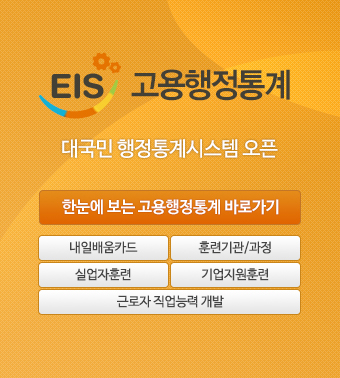 EIS 고용행정통계
대국민 행정통계시스템 오픈
한눈에 보는 고용행정통계 바로가기
내일배움카드 훈련기관/과정
실업자훈련 기업지원훈련
근로자 직업능력 개발